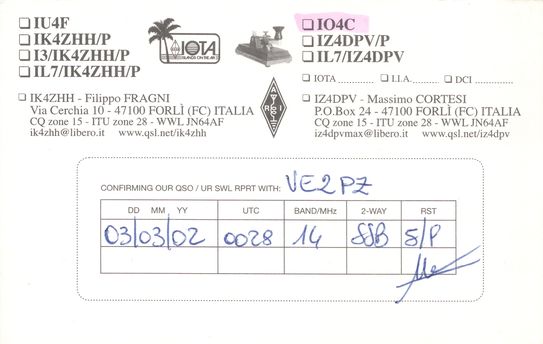 ☐ IU4F
☐ IK4ZHH/P
☐ I3/IK4ZHH/P
☐ IL7/IK4ZHH/P
IOTA
ISLANDS ON THE AIR
☐ IO4C
☐ IZ4DPV/P
☐ IL7/IZ4DPV
☐ IOTA ............ ☐ I.I.A. ............ ☐ DCI ............
☐ IK4ZHH - Filippo FRAGNI
Via Cerchia 10 - 47100 FORLÌ (FC) ITALIA
CQ zone 15 - ITU zone 28 - WWL JN64AF
ik4zhh@libero.it www.qsl.net/ik4zhh
A R I
☐ IZ4DPV - Massimo CORTESI
P.O.Box 24 - 47100 FORLÌ (FC) ITALIA
CQ zone 15 - ITU zone 28 - WWL JN64AF
iz4dpvmax@libero.it www.qsl.net/iz4dpv
CONFIRMING OUR QSO / UR SWL RPRT WITH: VE2PZ
DD MM YY UTC BAND/MHz 2-WAY RST
03/03/02 0028 14 SSB 5/P